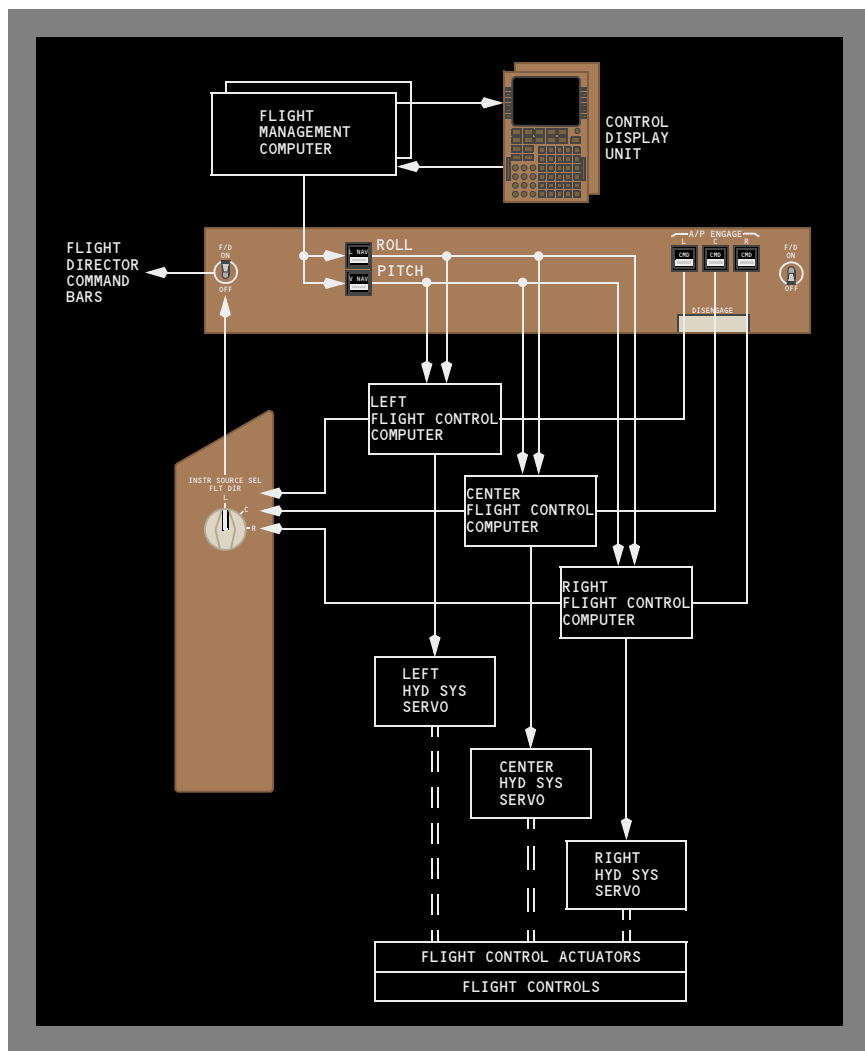 FLIGHT
MANAGEMENT
COMPUTER
CONTROL
DISPLAY
UNIT
FLIGHT
DIRECTOR
COMMAND
BARS
F/D
ON
OFF
L NAV
ROLL
V NAV
PITCH
A/P ENGAGE
L C R
CMD CMD CMD
DISENGAGE
F/D
ON
OFF
LEFT
FLIGHT CONTROL
COMPUTER
INSTR SOURCE SEL
FLT DIR
L
C
R
CENTER
FLIGHT CONTROL
COMPUTER
RIGHT
FLIGHT CONTROL
COMPUTER
LEFT
HYD SYS
SERVO
CENTER
HYD SYS
SERVO
RIGHT
HYD SYS
SERVO
FLIGHT CONTROL ACTUATORS
FLIGHT CONTROLS